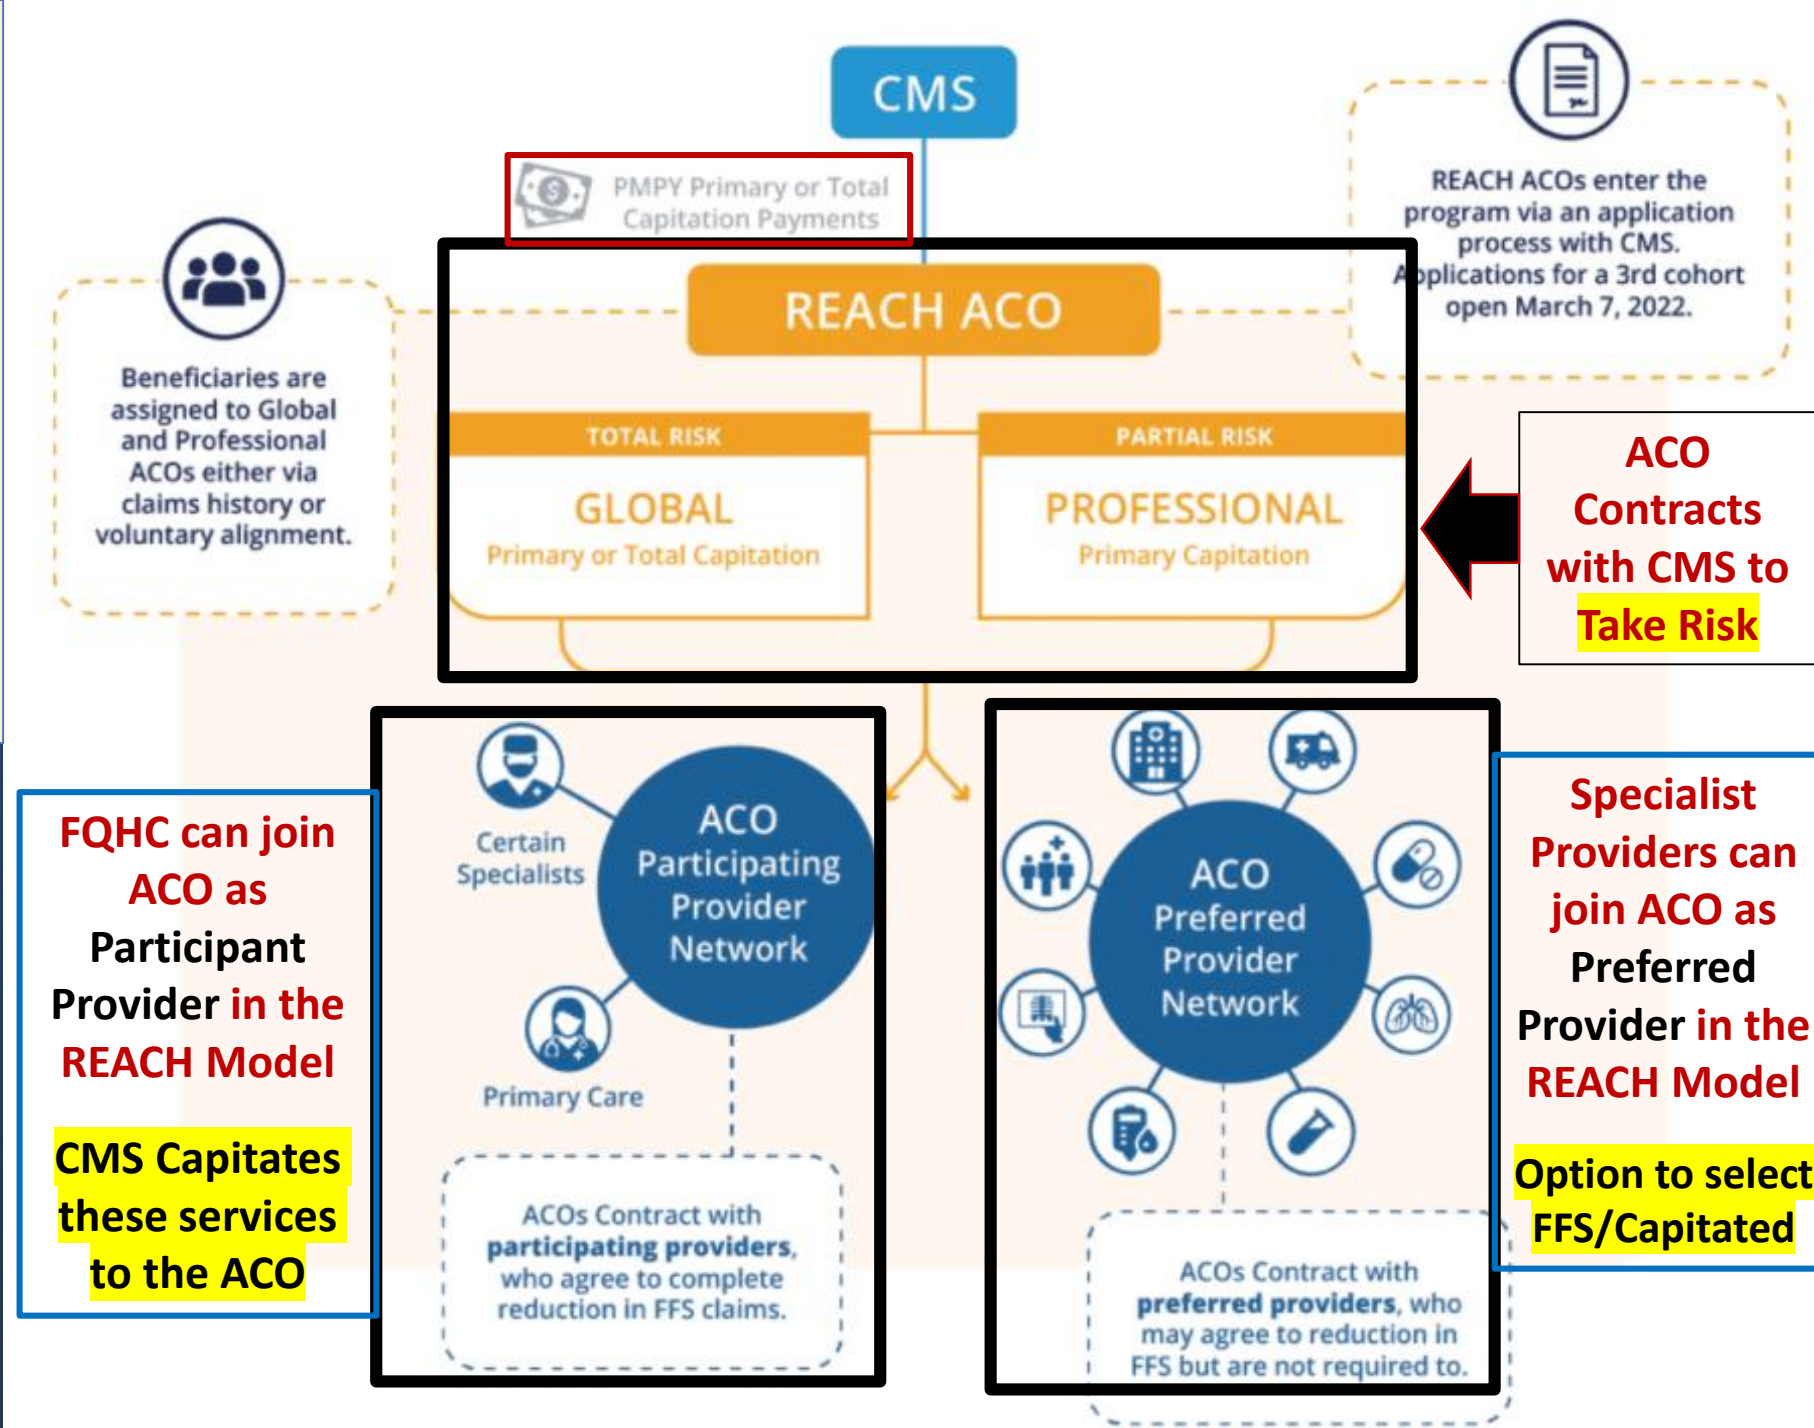 CMS
PMPY Primary or Total
Capitation Payments
REACH ACOs enter the
program via an application
process with CMS.
Applications for a 3rd cohort
open March 7, 2022.
REACH ACO
Beneficiaries are
assigned to Global
and Professional
ACOs either via
claims history or
voluntary alignment.
TOTAL RISK
GLOBAL
Primary or Total Capitation
PARTIAL RISK
PROFESSIONAL
Primary Capitation
ACO
Contracts
with CMS to
Take Risk
FQHC can join
ACO as
Participant
Provider in the
REACH Model
CMS Capitates
these services
to the ACO
Certain
Specialists
ACO
Participating
Provider
Network
Primary Care
ACOs Contract with
participating providers,
who agree to complete
reduction in FFS claims.
ACO
Preferred
Provider
Network
ACOs Contract with
preferred providers, who
may agree to reduction in
FFS but are not required to.
Specialist
Providers can
join ACO as
Preferred
Provider in the
REACH Model
Option to select
FFS/Capitated